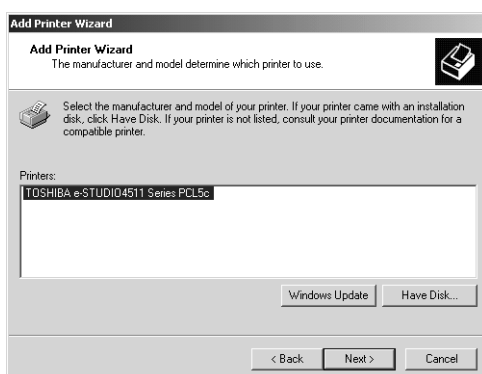 Add Printer Wizard
Add Printer Wizard
The manufacturer and model determine which printer to use.
Select the manufacturer and model of your printer. If your printer came with an installation
disk, click Have Disk. If your printer is not listed, consult your printer documentation for a
compatible printer.
Printers:
TOSHIBA e-STUDIO4511 Series PCL5c
Windows Update
Have Disk...
< Back
Next >
Cancel